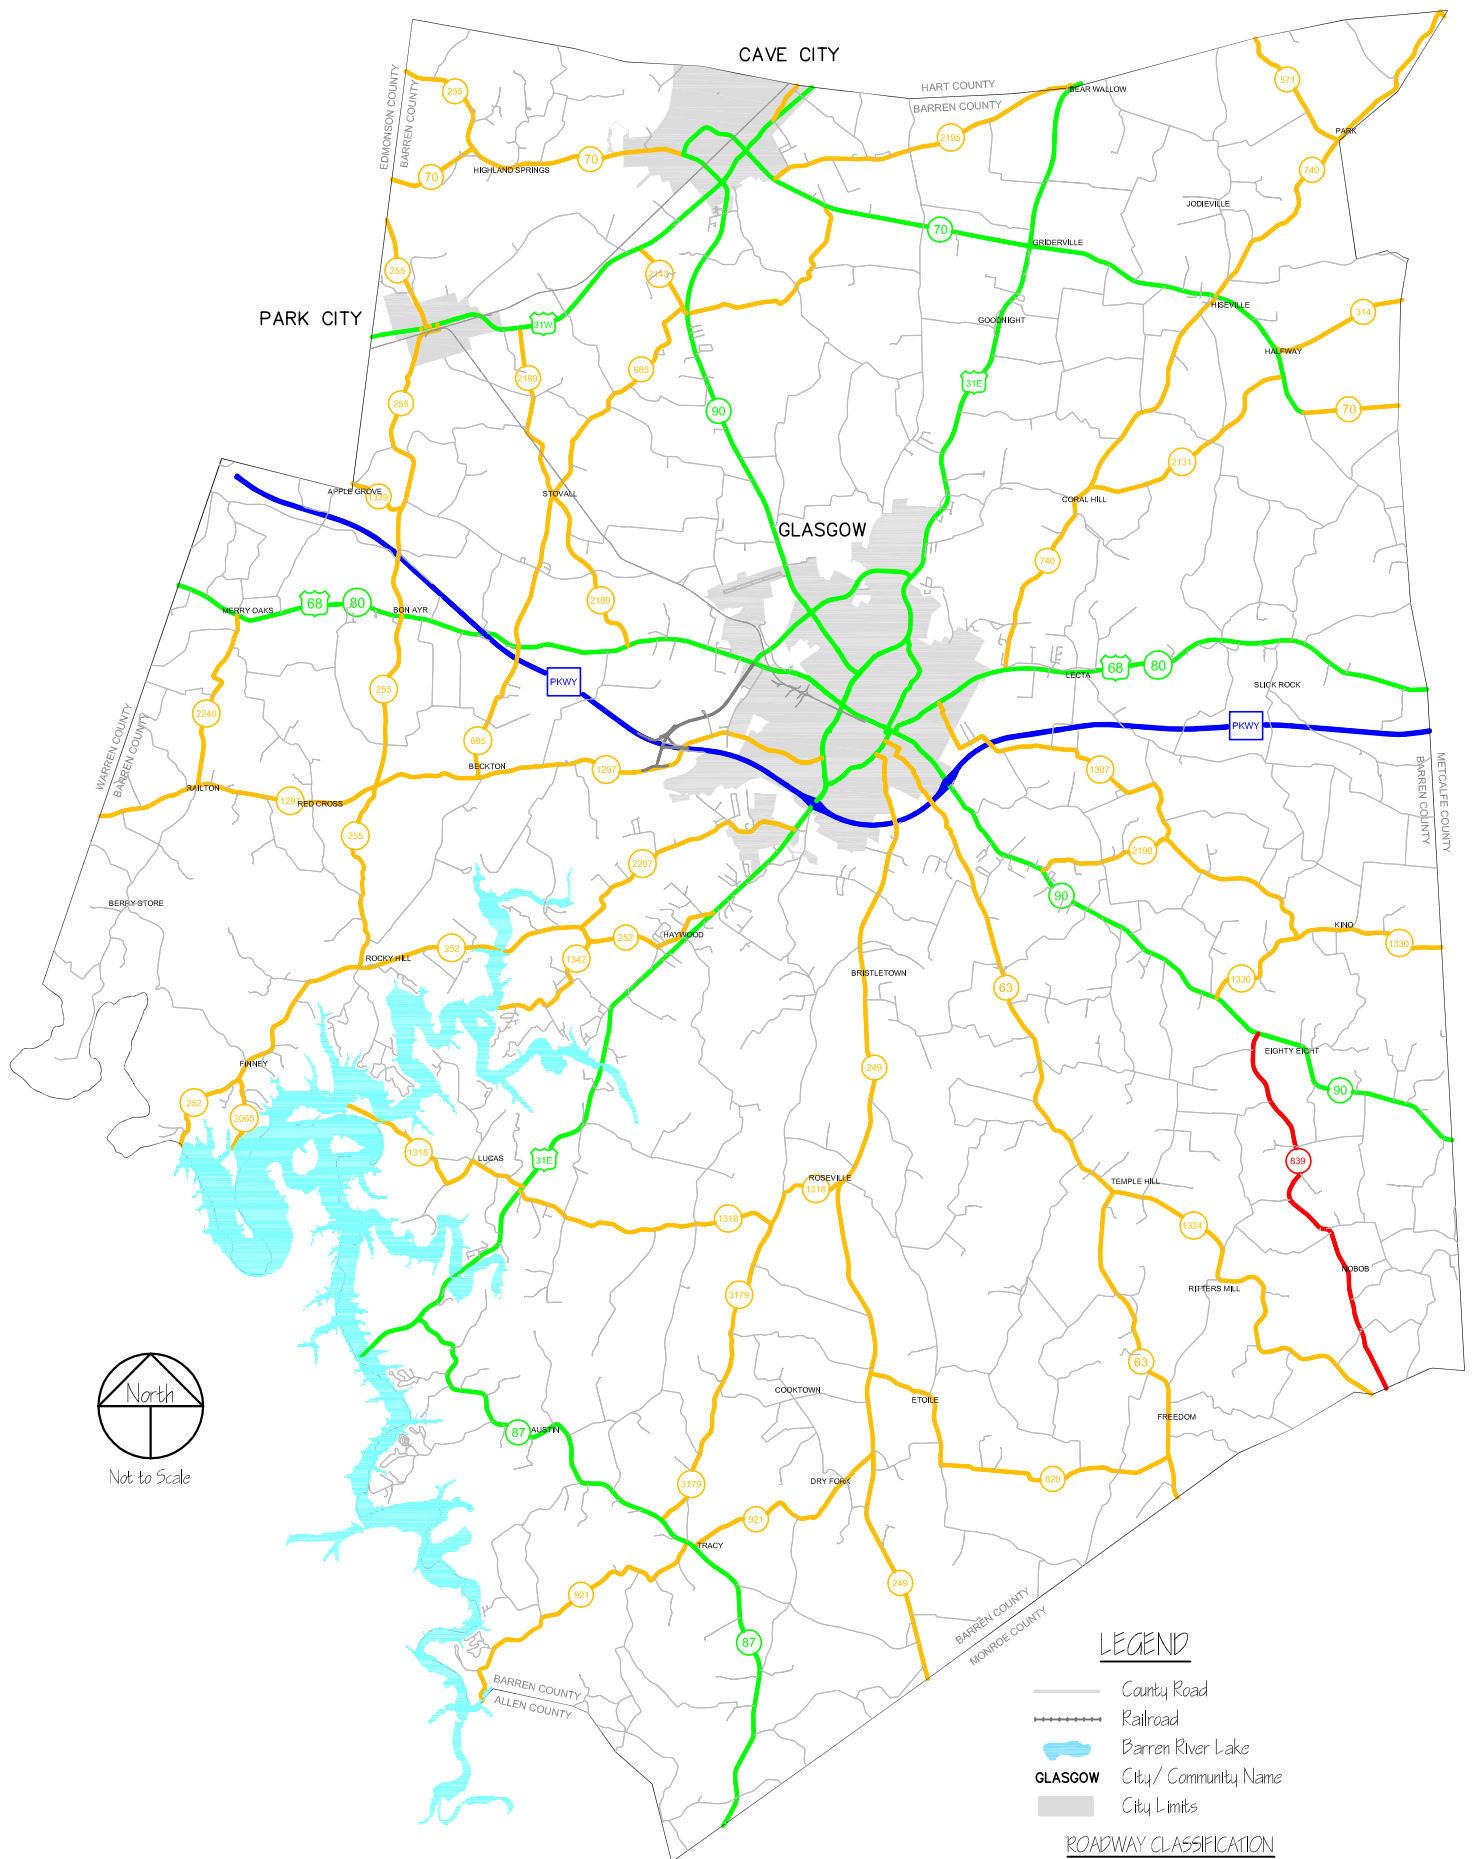 CAVE CITY
HART COUNTY
BARREN COUNTY
BEAR WALLOW
EDMONSON COUNTY
BARREN COUNTY
571
255
PARK
2195
70
HIGHLAND SPRINGS
70
740
JODIEVILLE
70
GRIDERVILLE
255
2143
HISEVILLE
314
PARK CITY
31W
GOODNIGHT
HALFWAY
685
2189
31E
255
90
70
2131
APPLE GROVE
1339
STOVALL
CORAL HILL
GLASGOW
740
MERRY OAKS
68
80
BON AYR
2189
68
80
LECTA
PKWY
SLICK ROCK
255
2240
PKWY
WARREN COUNTY
BARREN COUNTY
685
BECKTON
1297
1307
METCALFE COUNTY
BARREN COUNTY
RAILTON
1297
RED CROSS
255
2207
2198
BERRY STORE
90
KINO
HAYWOOD
252
252
1330
ROCKY HILL
1342
BRISTLETOWN
1330
63
EIGHTY EIGHT
FINNEY
249
90
252
2065
1318
LUCAS
31E
839
ROSEVILLE
1318
TEMPLE HILL
1318
1324
NOBOB
RITTERS MILL
3179
63
North
Not to Scale
COOKTOWN
ETOILE
FREEDOM
87
AUSTIN
DRY FORK
820
3179
921
TRACY
249
921
BARREN COUNTY
MONROE COUNTY
87
BARREN COUNTY
ALLEN COUNTY
LEGEND
County Road
Railroad
Barren River Lake
GLASGOW City / Community Name
City Limits
ROADWAY CLASSIFICATION